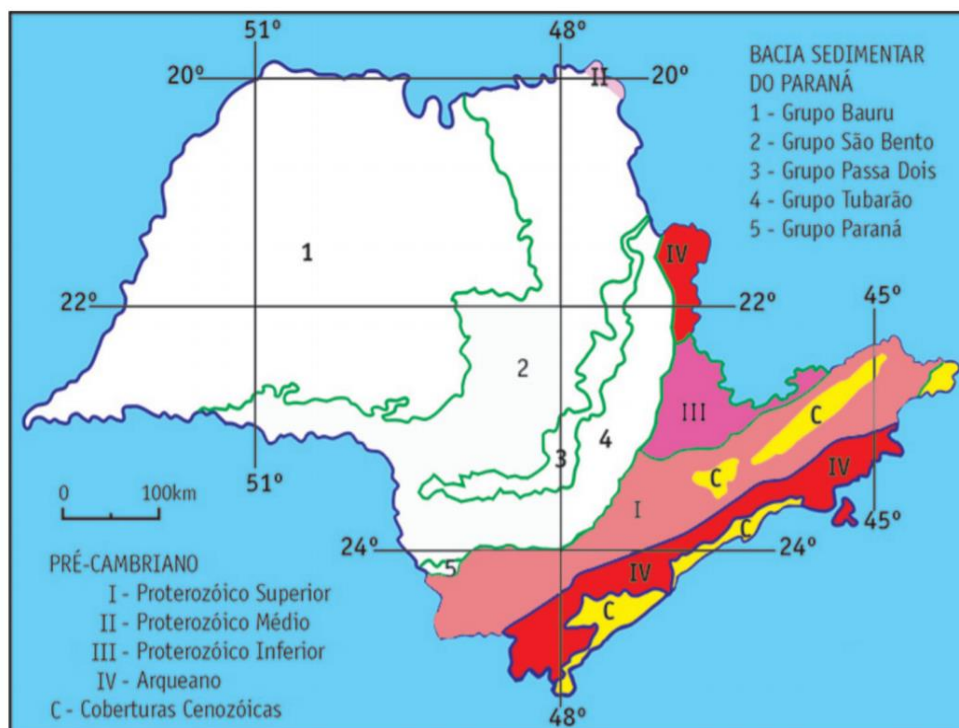 51º
48º
20º
II
20º
BACIA SEDIMENTAR
DO PARANÁ
1 - Grupo Bauru
2 - Grupo São Bento
3 - Grupo Passa Dois
4 - Grupo Tubarão
5 - Grupo Paraná
1
IV
22º
22º
45º
2
III
4
C
3
C
IV
0
100km
51º
I
45º
C
24º
24º
5
IV
C
48º
PRÉ-CAMBRIANO
I - Proterozóico Superior
II - Proterozóico Médio
III - Proterozóico Inferior
IV - Arqueano
C - Coberturas Cenozóicas